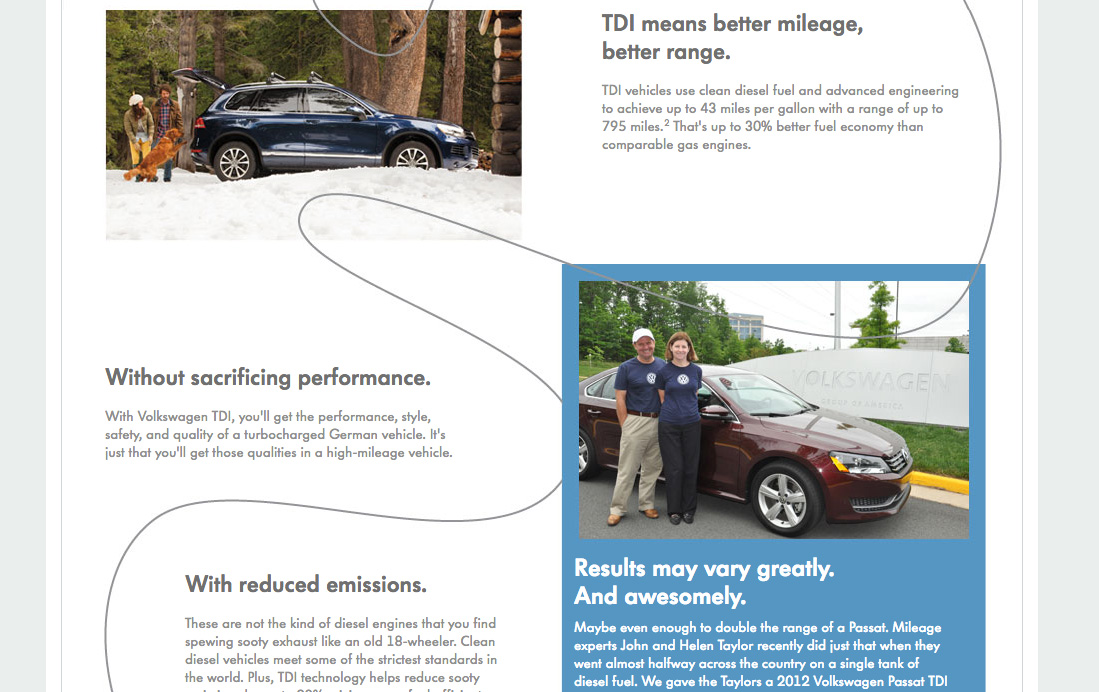 TDI means better mileage,
better range.
TDI vehicles use clean diesel fuel and advanced engineering
to achieve up to 43 miles per gallon with a range of up to
795 miles.2 That's up to 30% better fuel economy than
comparable gas engines.
Without sacrificing performance.
With Volkswagen TDI, you'll get the performance, style,
safety, and quality of a turbocharged German vehicle. It's
just that you'll get those qualities in a high-mileage vehicle.
VOLKSWAGEN
GROUP OF AMERICA
With reduced emissions.
These are not the kind of diesel engines that you find
spewing sooty exhaust like an old 18-wheeler. Clean
diesel vehicles meet some of the strictest standards in
the world. Plus, TDI technology helps reduce sooty
Results may vary greatly.
And awesomely.
Maybe even enough to double the range of a Passat. Mileage
experts John and Helen Taylor recently did just that when they
went almost halfway across the country on a single tank of
diesel fuel. We gave the Taylors a 2012 Volkswagen Passat TDI